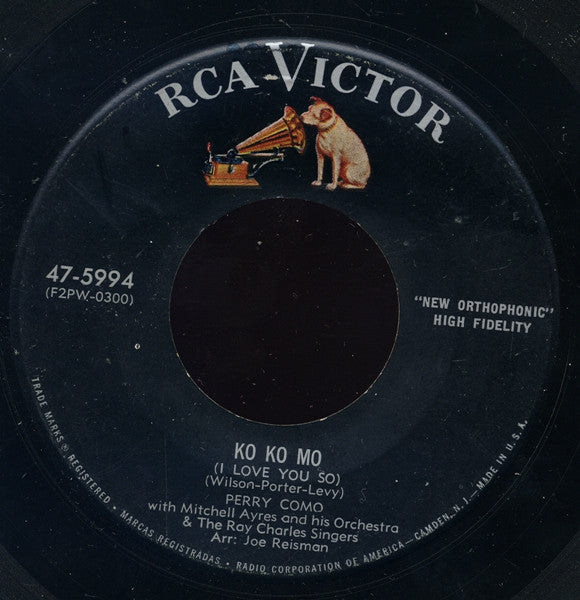 RCA VICTOR
47-5994
(F2PW-0300)
"NEW ORTHOPHONIC"
HIGH FIDELITY
KO KO MO
(I LOVE YOU SO)
(Wilson-Porter-Levy)
PERRY COMO
with Mitchell Ayres and his Orchestra
& The Ray Charles Singers
Arr: Joe Reisman
TRADE MARKS ® REGISTERED • MARCAS REGISTRADAS • RADIO CORPORATION OF AMERICA—CAMDEN, N.J.—MADE IN U.S.A.